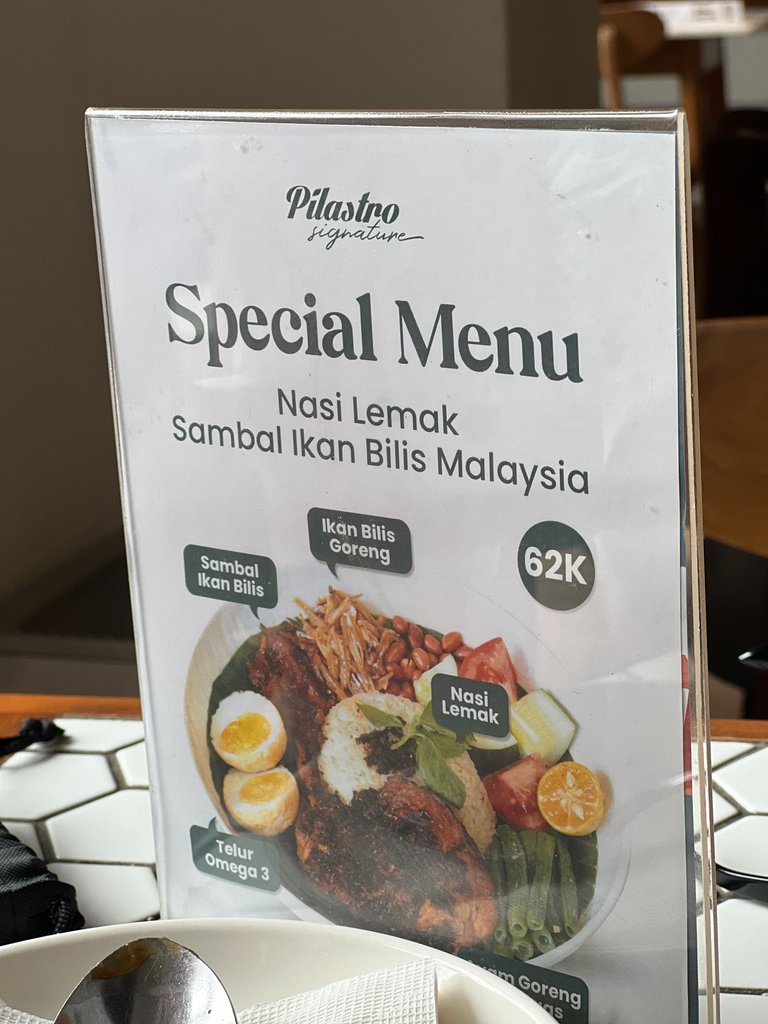 Pilastro
signature
Special Menu
Nasi Lemak
Sambal Ikan Bilis Malaysia
Ikan Bilis
Goreng
62K
Sambal
Ikan Bilis
Nasi
Lemak
Telur
Omega 3
Goreng